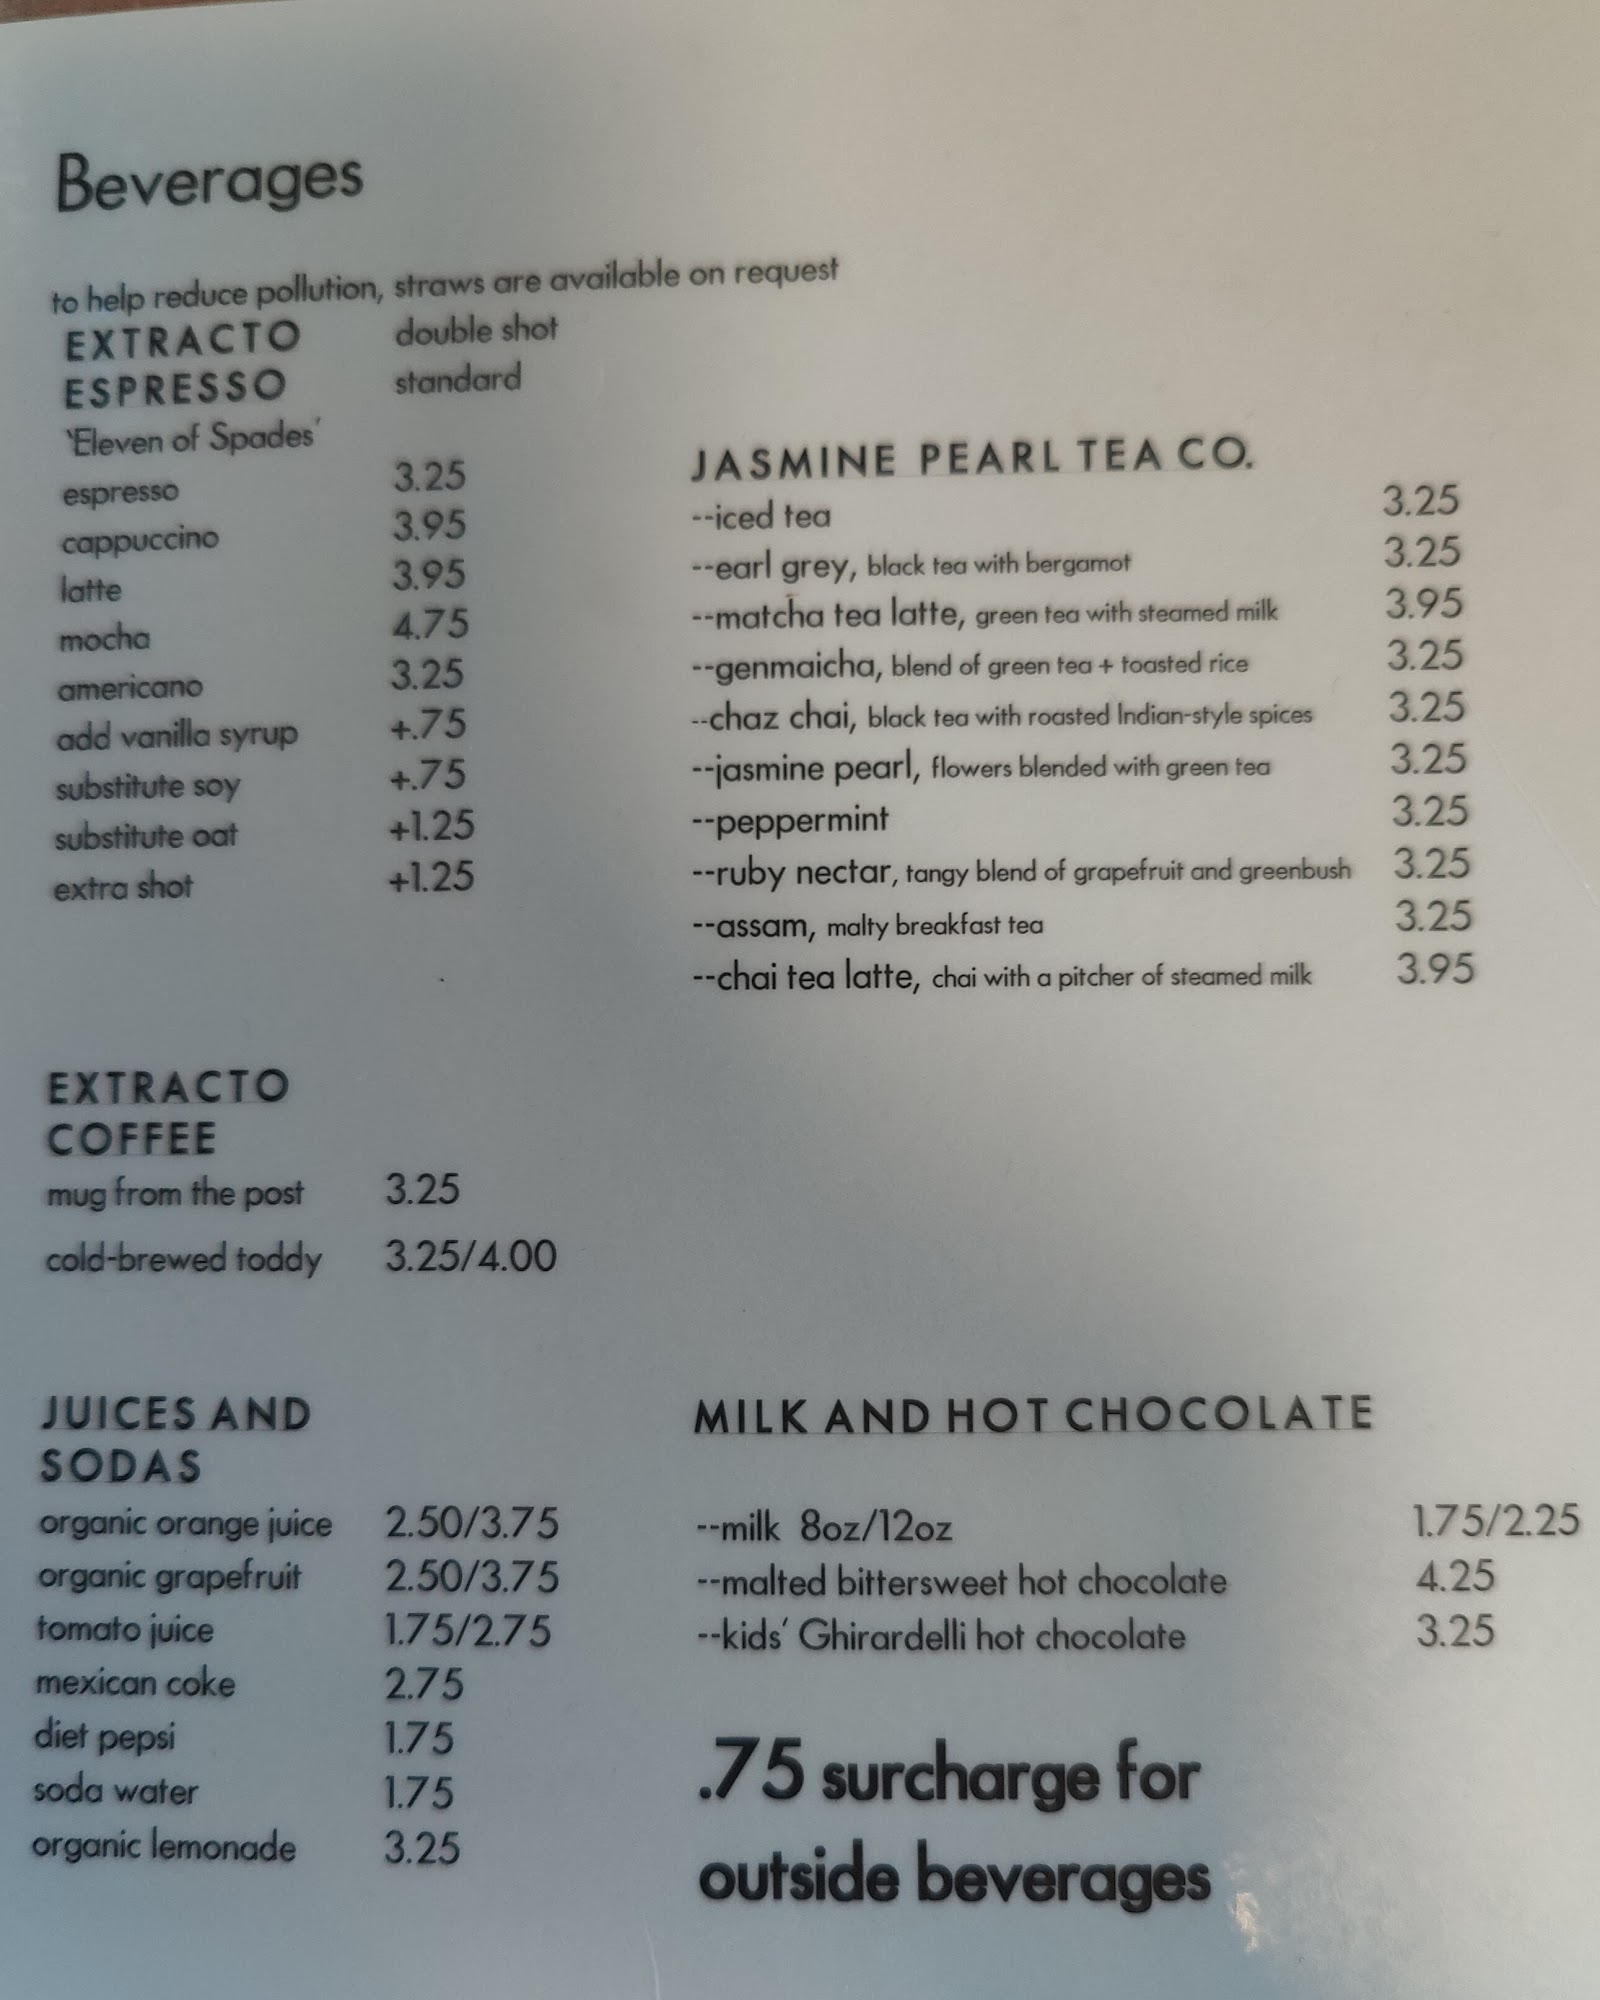 Beverages
to help reduce pollution, straws are available on request
EXTRACTO double shot
ESPRESSO standard
'Eleven of Spades'
espresso 3.25
cappuccino 3.95
latte 3.95
mocha 4.75
americano 3.25
add vanilla syrup +.75
substitute soy +.75
substitute oat +1.25
extra shot +1.25
JASMINE PEARL TEA CO.
--iced tea 3.25
--earl grey, black tea with bergamot 3.25
--matcha tea latte, green tea with steamed milk 3.95
--genmaicha, blend of green tea + toasted rice 3.25
--chaz chai, black tea with roasted Indian-style spices 3.25
--jasmine pearl, flowers blended with green tea 3.25
--peppermint 3.25
--ruby nectar, tangy blend of grapefruit and greenbush 3.25
--assam, malty breakfast tea 3.25
--chai tea latte, chai with a pitcher of steamed milk 3.95
EXTRACTO
COFFEE
mug from the post 3.25
cold-brewed toddy 3.25/4.00
JUICES AND
SODAS
organic orange juice 2.50/3.75
organic grapefruit 2.50/3.75
tomato juice 1.75/2.75
mexican coke 2.75
diet pepsi 1.75
soda water 1.75
organic lemonade 3.25
MILK AND HOT CHOCOLATE
--milk 8oz/12oz 1.75/2.25
--malted bittersweet hot chocolate 4.25
--kids' Ghirardelli hot chocolate 3.25
.75 surcharge for
outside beverages